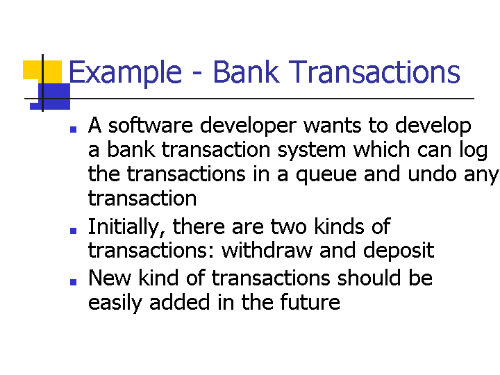 Example - Bank Transactions
A software developer wants to develop
a bank transaction system which can log
the transactions in a queue and undo any
transaction
Initially, there are two kinds of
transactions: withdraw and deposit
New kind of transactions should be
easily added in the future